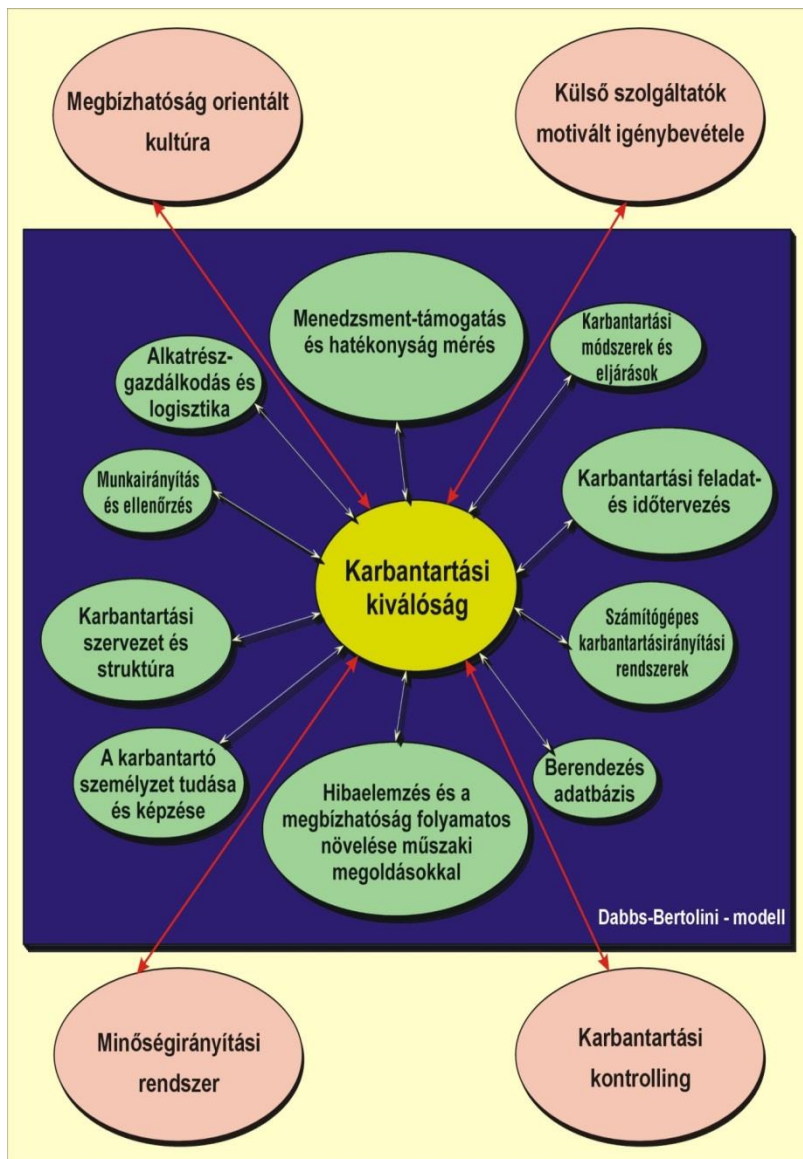 Megbízhatóság orientált
kultúra
Külső szolgáltatók
motivált igénybevétele
Menedzsment-támogatás
és hatékonyság mérés
Karbantartási
módszerek és
eljárások
Alkatrész-
gazdálkodás és
logisztika
Munkairányítás
és ellenőrzés
Karbantartási feladat-
és időtervezés
Karbantartási
kiválóság
Karbantartási
szervezet és
struktúra
Számítógépes
karbantartásirányítási
rendszerek
A karbantartó
személyzet tudása
és képzése
Hibaelemzés és a
megbízhatóság folyamatos
növelése műszaki
megoldásokkal
Berendezés
adatbázis
Dabbs-Bertolini - modell
Minőségirányítási
rendszer
Karbantartási
kontrolling